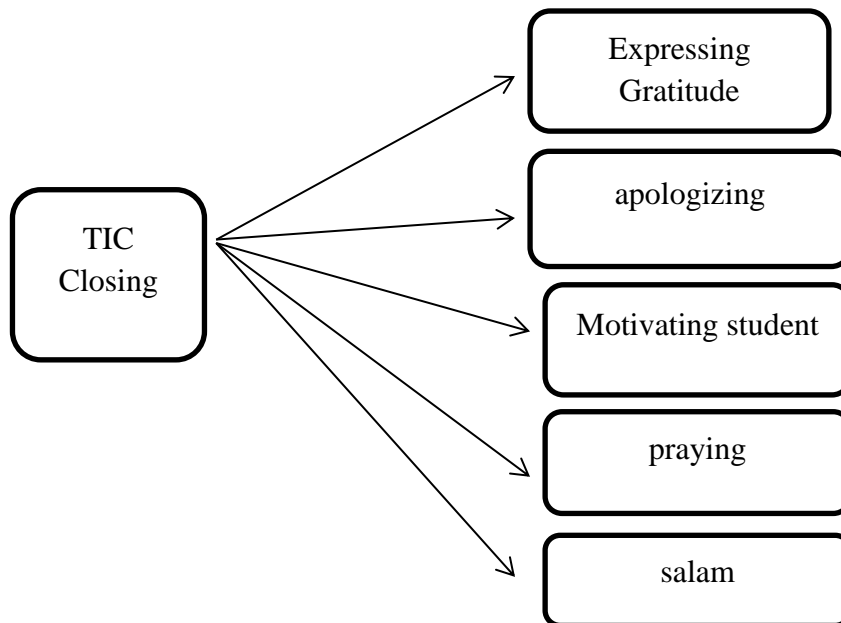 TIC
Closing
Expressing
Gratitude
apologizing
Motivating student
praying
salam